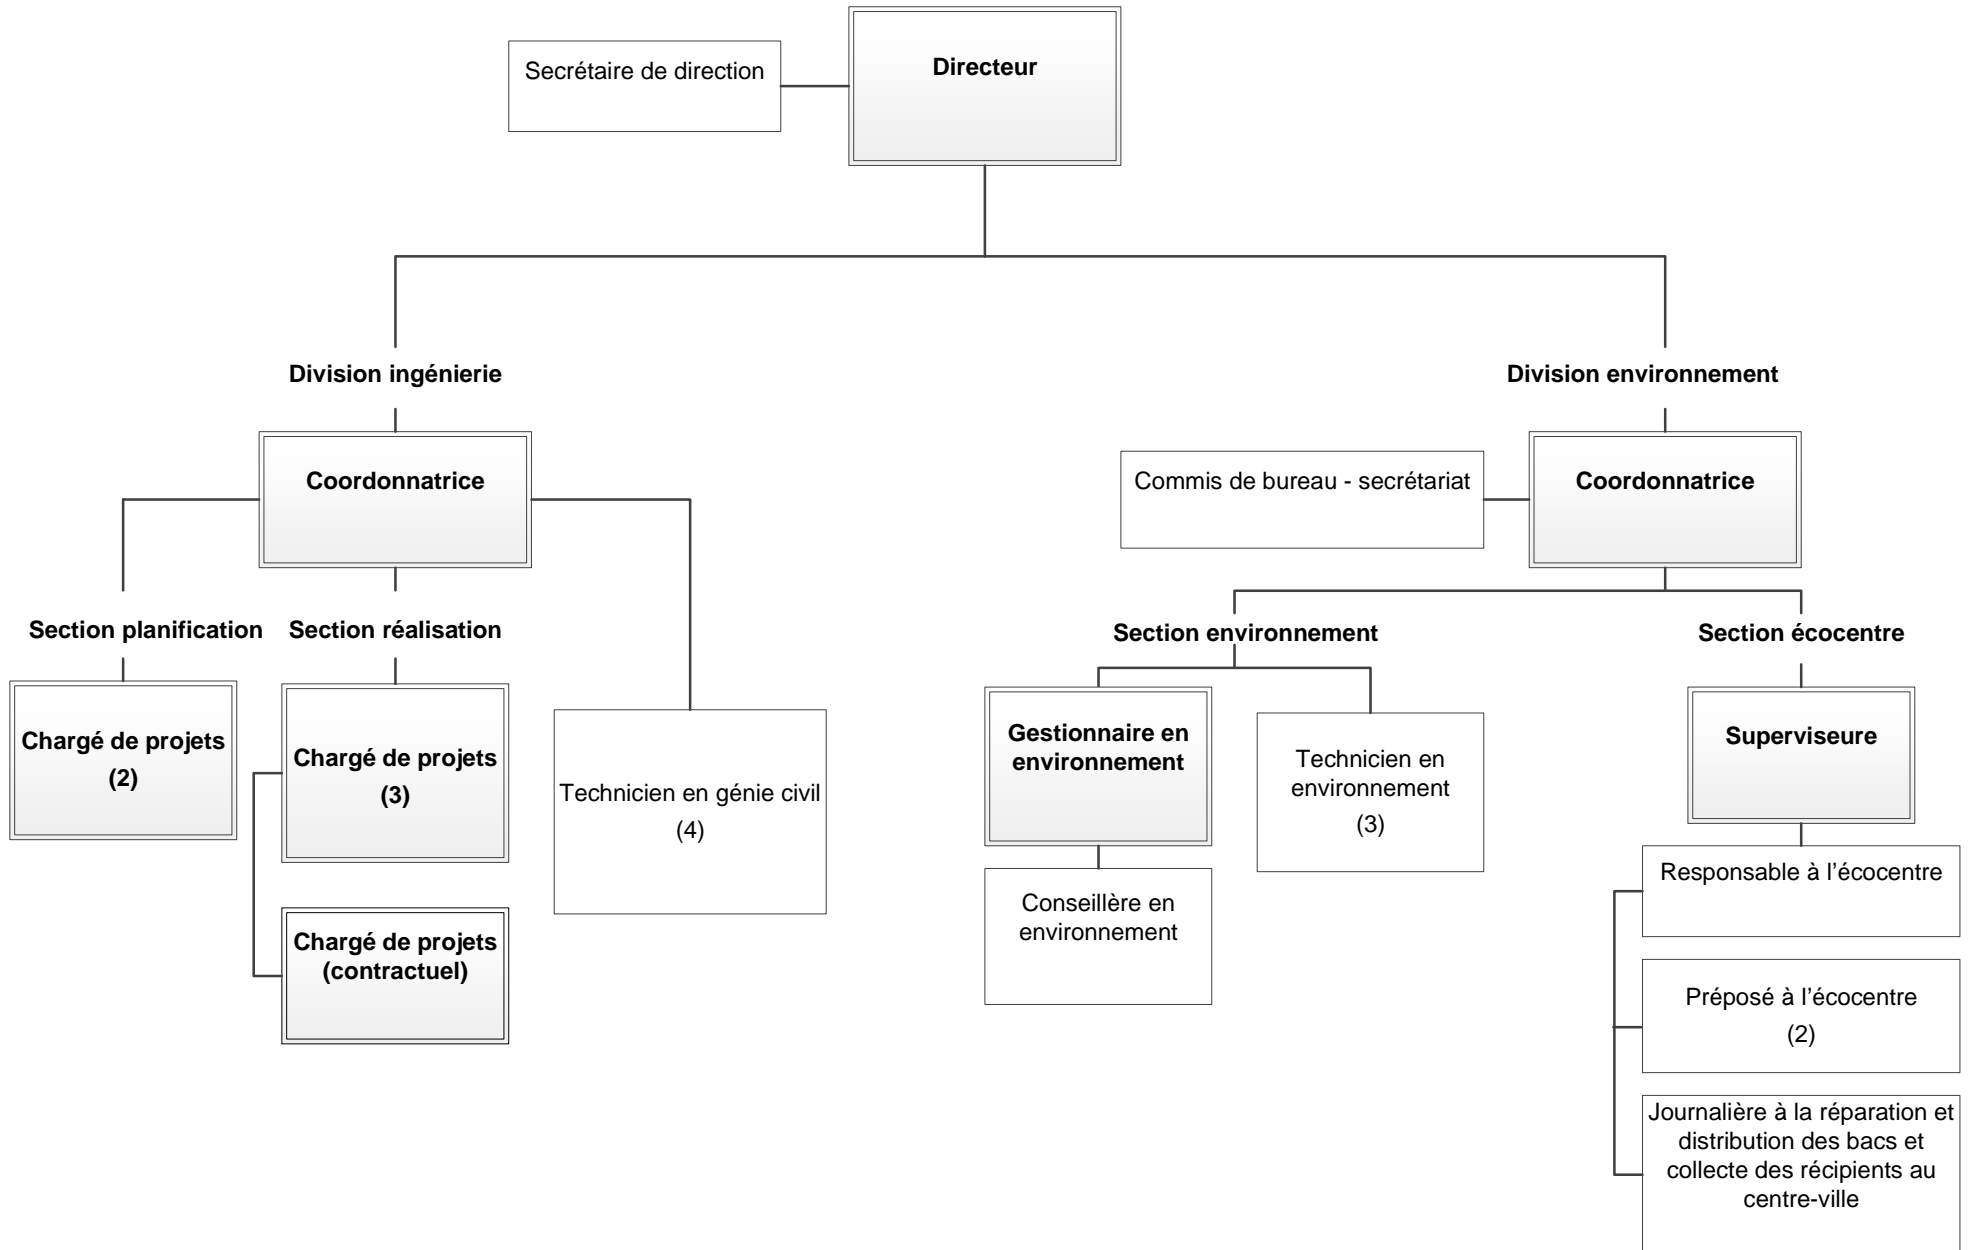 Secrétaire de direction
Directeur
Division ingénierie
Division environnement
Coordonnatrice
Commis de bureau - secrétariat
Coordonnatrice
Section planification
Section réalisation
Section environnement
Section écocentre
Chargé de projets
(2)
Chargé de projets
(3)
Chargé de projets
(contractuel)
Technicien en génie civil
(4)
Gestionnaire en
environnement
Conseillère en
environnement
Technicien en
environnement
(3)
Superviseure
Responsable à l’écocentre
Préposé à l’écocentre
(2)
Journalière à la réparation et
distribution des bacs et
collecte des récipients au
centre-ville